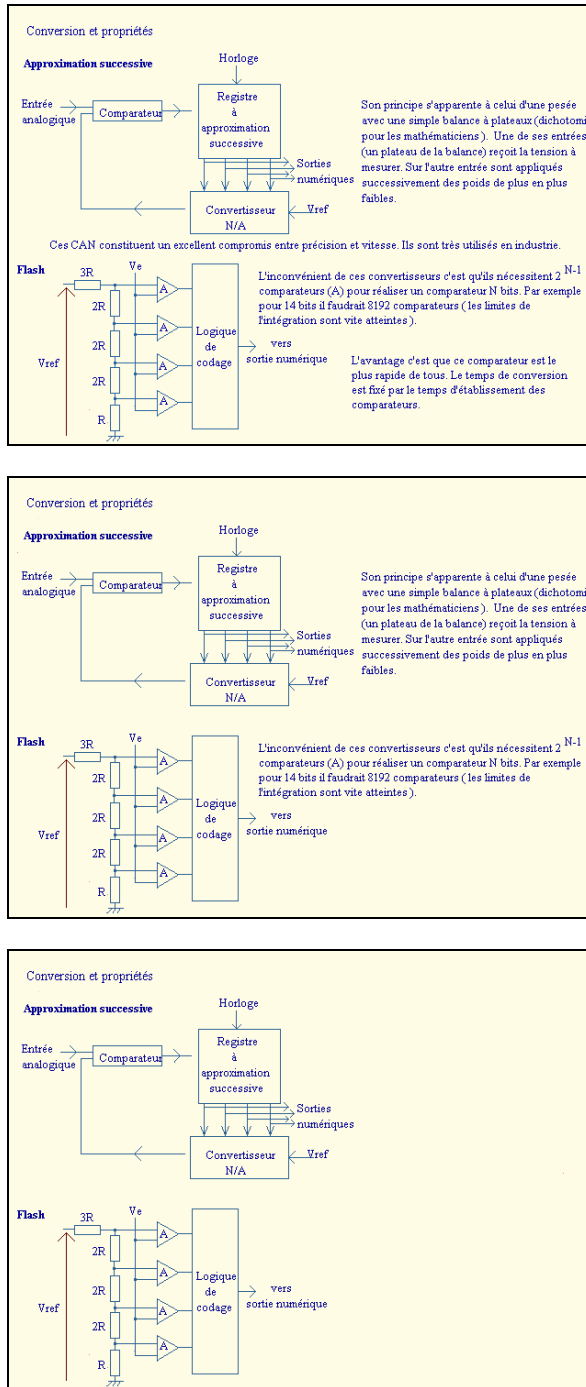 Conversion et propriétés
Approximation successive
Horloge
Entrée
analogique
Comparateur
Registre
à
approximation
successive
Sorties
numériques
Convertisseur
N/A
Vref
Son principe s'apparente à celui d'une pesée
avec une simple balance à plateaux (dichotomi
pour les mathématiciens ). Une de ses entrées
(un plateau de la balance) reçoit la tension à
mesurer. Sur l'autre entrée sont appliqués
successivement des poids de plus en plus
faibles.
Ces CAN constituent un excellent compromis entre précision et vitesse. Ils sont très utilisés en industrie.
Flash
3R
Ve
2R
2R
2R
R
Vref
A
A
A
A
Logique
de
codage
vers
sortie numérique
L'inconvénient de ces convertisseurs c'est qu'ils nécessitent 2 N-1
comparateurs (A) pour réaliser un comparateur N bits. Par exemple
pour 14 bits il faudrait 8192 comparateurs ( les limites de
l'intégration sont vite atteintes ).
L'avantage c'est que ce comparateur est le
plus rapide de tous. Le temps de conversion
est fixé par le temps d'établissement des
comparateurs.
Conversion et propriétés
Approximation successive
Horloge
Entrée
analogique
Comparateur
Registre
à
approximation
successive
Sorties
numériques
Convertisseur
N/A
Vref
Son principe s'apparente à celui d'une pesée
avec une simple balance à plateaux (dichotomi
pour les mathématiciens ). Une de ses entrées
(un plateau de la balance) reçoit la tension à
mesurer. Sur l'autre entrée sont appliqués
successivement des poids de plus en plus
faibles.
Flash
3R
Ve
2R
2R
2R
R
Vref
A
A
A
A
Logique
de
codage
vers
sortie numérique
L'inconvénient de ces convertisseurs c'est qu'ils nécessitent 2 N-1
comparateurs (A) pour réaliser un comparateur N bits. Par exemple
pour 14 bits il faudrait 8192 comparateurs ( les limites de
l'intégration sont vite atteintes ).
Conversion et propriétés
Approximation successive
Horloge
Entrée
analogique
Comparateur
Registre
à
approximation
successive
Sorties
numériques
Convertisseur
N/A
Vref
Flash
3R
Ve
2R
2R
2R
R
Vref
A
A
A
A
Logique
de
codage
vers
sortie numérique